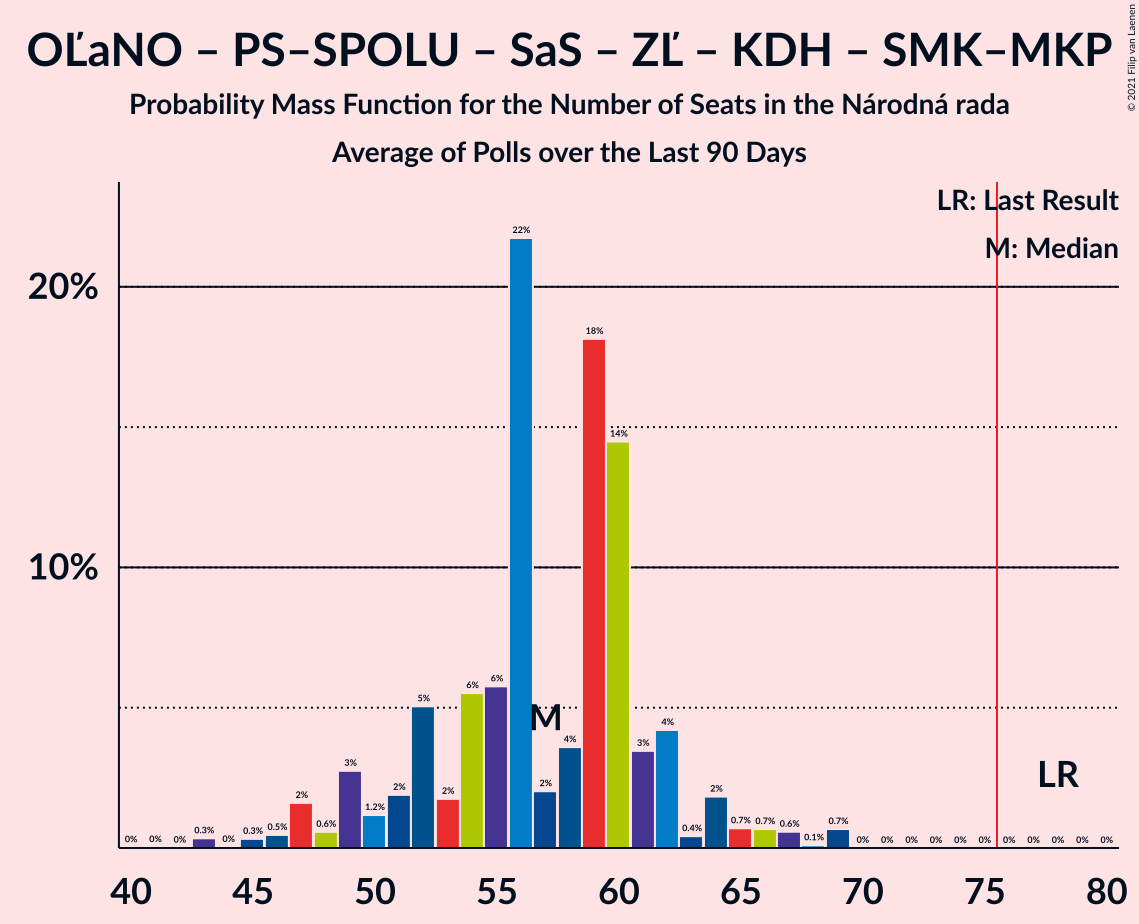 OĽaNO – PS–SPOLU – SaS – ZĽ – KDH – SMK–MKP
Probability Mass Function for the Number of Seats in the Národná rada
Average of Polls over the Last 90 Days
© 2021 Filip van Laenen
LR: Last Result
M: Median
20%
10%
0% 0% 0% 0.3% 0% 0.3% 0.5% 2% 0.6% 3% 1.2% 2% 5% 2% 6% 6% 22% 2% 4% 18% 14% 3% 4% 0.4% 2% 0.7% 0.7% 0.6% 0.1% 0.7% 0% 0% 0% 0% 0% 0% 0% 0% 0% 0% 0%
M
LR
40 45 50 55 60 65 70 75 80